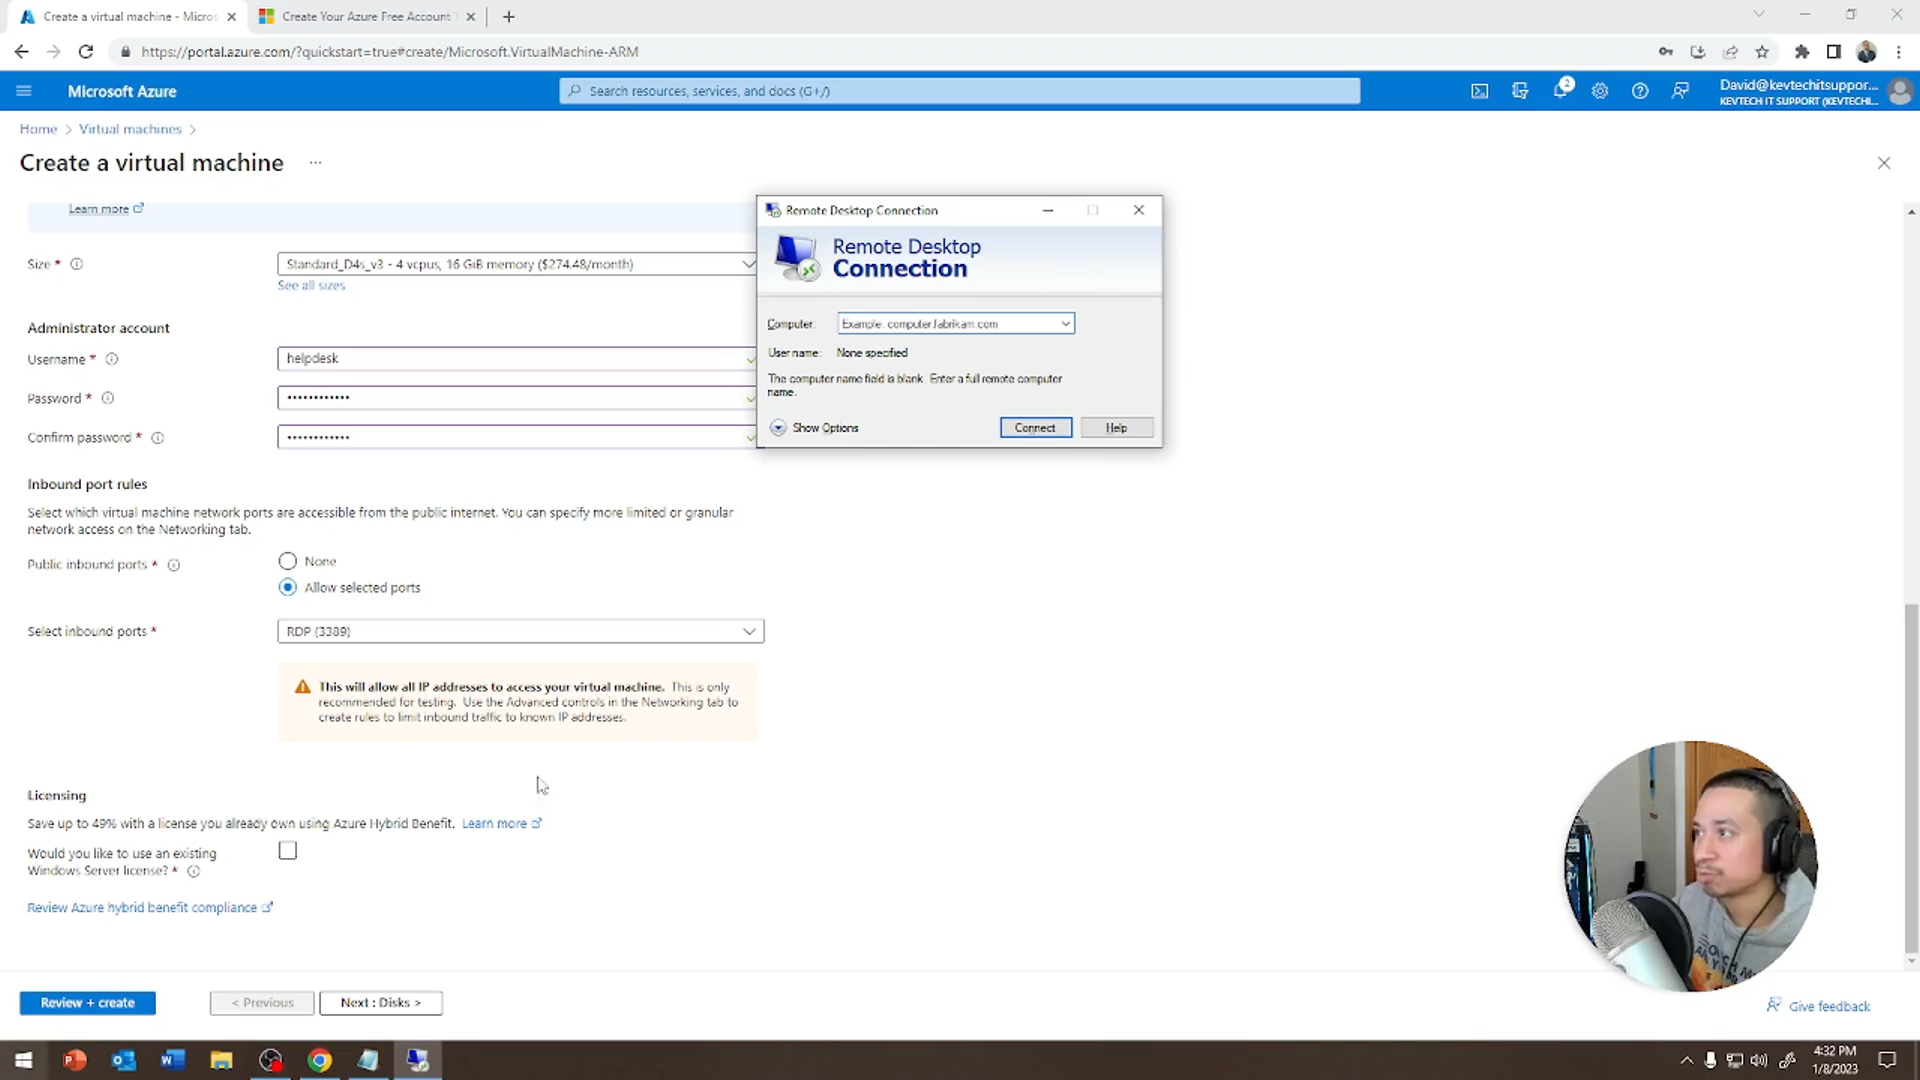 Create a virtual machine - Micros
Create Your Azure Free Account T
https://portal.azure.com/?quickstart=true#create/Microsoft.VirtualMachine-ARM
Microsoft Azure
Search resources, services, and docs (G+/)
2
David@kevtechitsuppor...
KEVTECH IT SUPPORT (KEVTECHI...
Home > Virtual machines >
Create a virtual machine ...
Learn more
Size *
Standard_D4s_v3 - 4 vcpus, 16 GiB memory ($274.48/month)
See all sizes
Administrator account
Username *
helpdesk
Password *
••••••••••••
Confirm password *
••••••••••••
Inbound port rules
Select which virtual machine network ports are accessible from the public internet. You can specify more limited or granular
network access on the Networking tab.
Public inbound ports *
None
Allow selected ports
Select inbound ports *
RDP (3389)
This will allow all IP addresses to access your virtual machine. This is only
recommended for testing. Use the Advanced controls in the Networking tab to
create rules to limit inbound traffic to known IP addresses.
Licensing
Save up to 49% with a license you already own using Azure Hybrid Benefit. Learn more
Would you like to use an existing
Windows Server license? *
Review Azure hybrid benefit compliance
Review + create
< Previous
Next : Disks >
Give feedback
Remote Desktop Connection
Remote Desktop
Connection
Computer:
Example: computer.fabrikam.com
User name: None specified
The computer name field is blank. Enter a full remote computer
name.
Show Options
Connect
Help
4:32 PM
1/8/2023